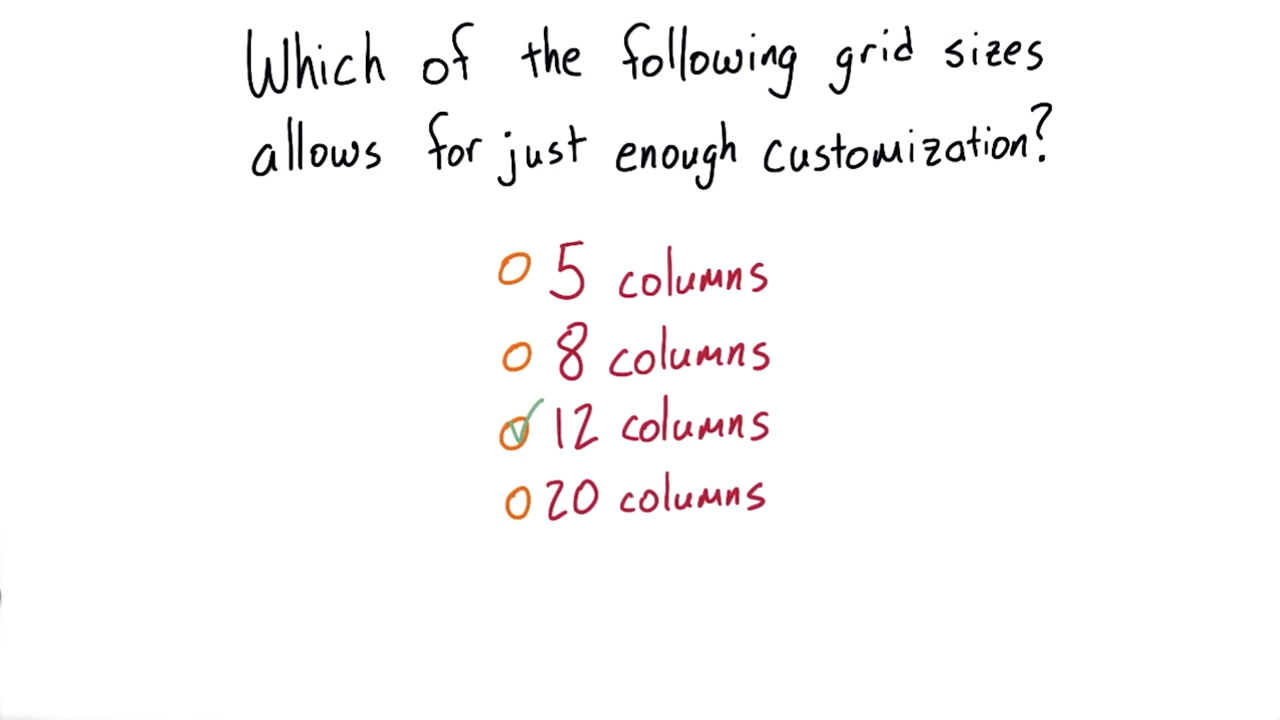 Which of the following grid sizes
allows for just enough customization?
5 columns
8 columns
12 columns
20 columns